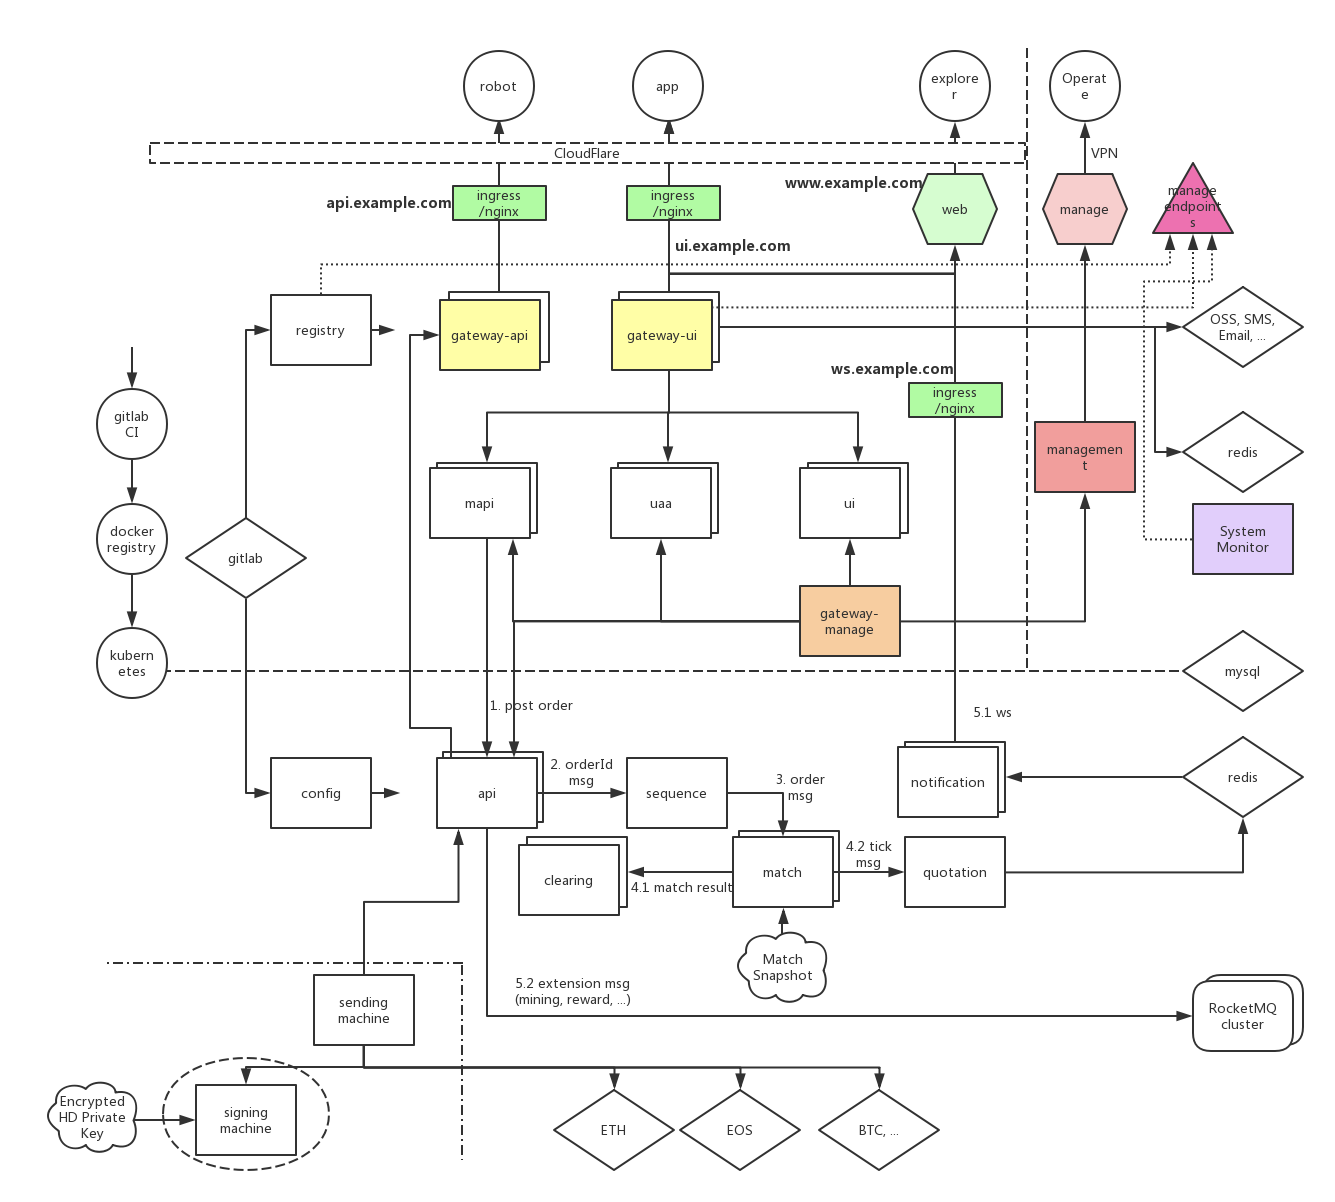 robot
app
explore
r
Operat
e
CloudFlare
VPN
api.example.com
ingress
/nginx
ingress
/nginx
www.example.com
web
manage
manage
endpoint
s
ui.example.com
registry
gateway-api
gateway-ui
OSS, SMS,
Email, ...
ws.example.com
ingress
/nginx
gitlab
CI
managemen
t
redis
mapi
uaa
ui
docker
registry
gitlab
System
Monitor
gateway-
manage
kubern
etes
mysql
1. post order
5.1 ws
config
api
2. orderId
msg
sequence
3. order
msg
notification
redis
clearing
4.1 match result
match
4.2 tick
msg
quotation
Match
Snapshot
5.2 extension msg
(mining, reward, ...)
sending
machine
RocketMQ
cluster
Encrypted
HD Private
Key
signing
machine
ETH
EOS
BTC, ...